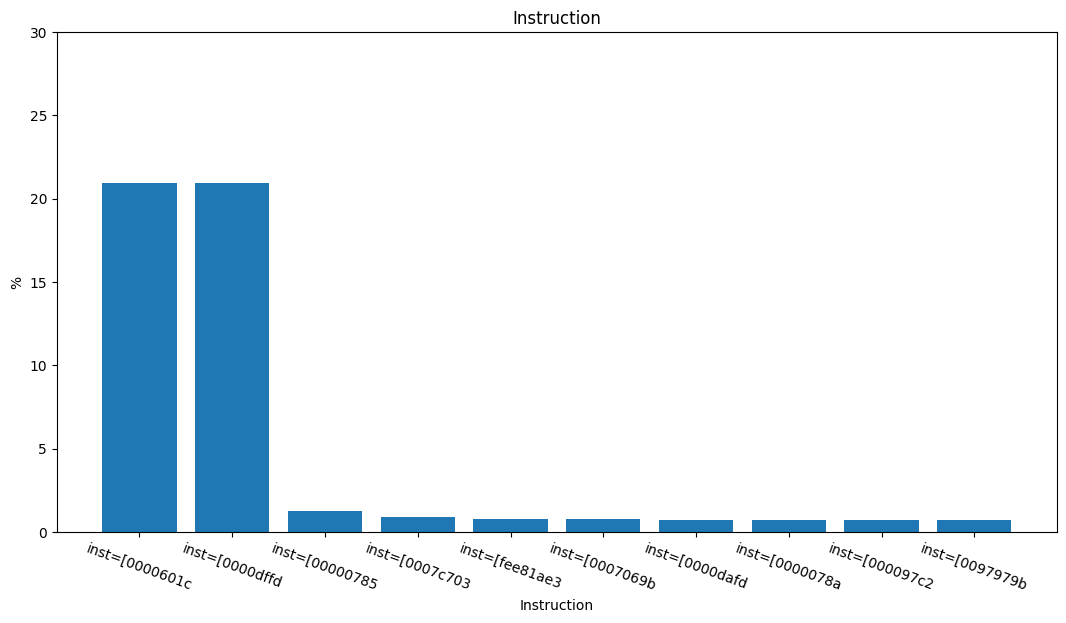 Instruction
30
25
20
15
10
5
0
%
inst=[0000601c
inst=[0000dffd
inst=[00000785
inst=[0007c703
inst=[fee81ae3
inst=[0007069b
inst=[0000dafd
inst=[0000078a
inst=[000097c2
inst=[0097979b
Instruction